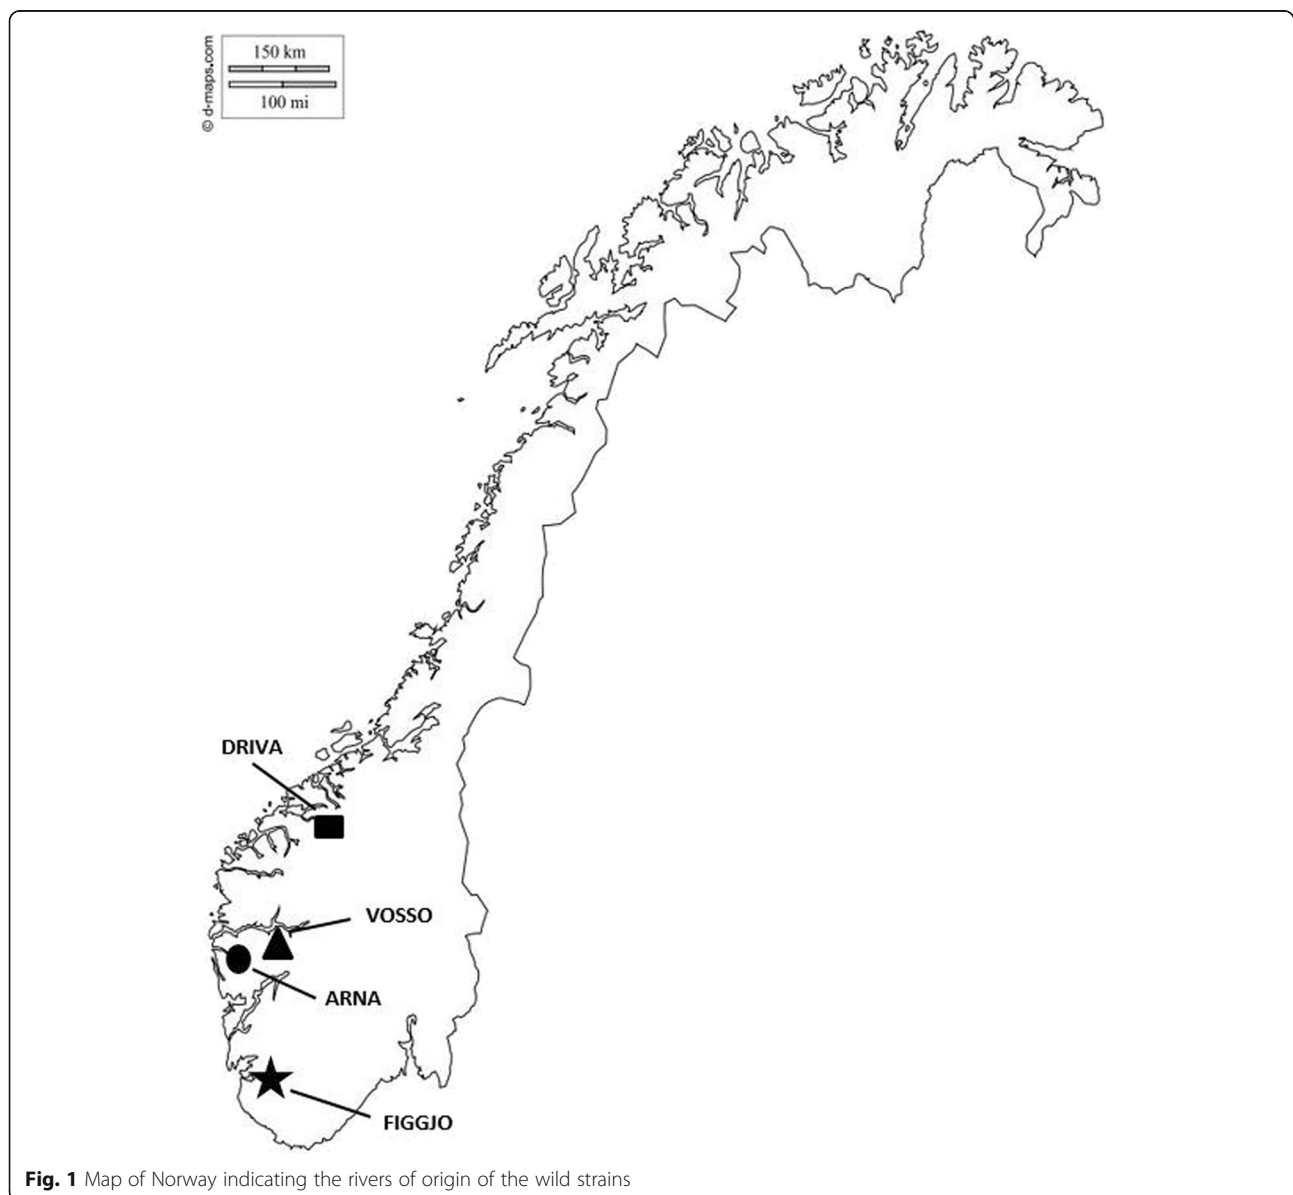 © d-maps.com
150 km
100 mi
DRIVA
VOSSO
ARNA
FIGGJO
Fig. 1 Map of Norway indicating the rivers of origin of the wild strains